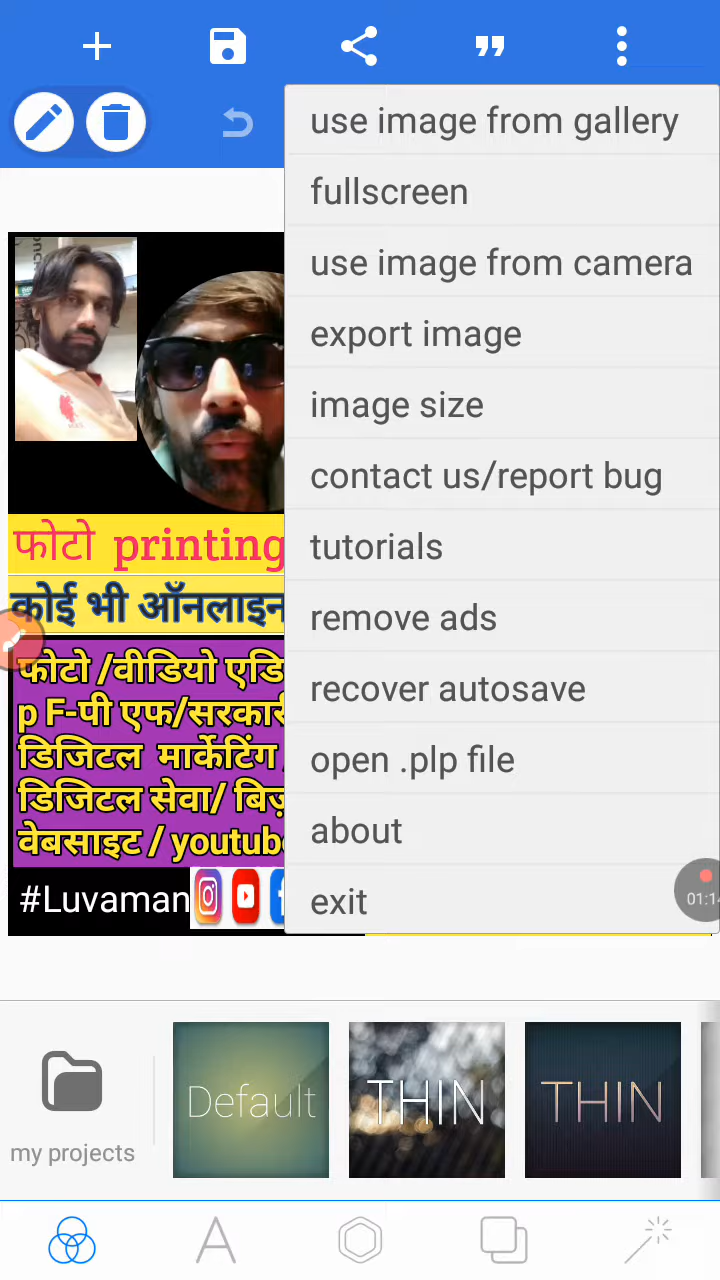 use image from gallery
fullscreen
use image from camera
export image
image size
contact us/report bug
tutorials
remove ads
recover autosave
open .plp file
about
exit
फोटो printing
कोई भी ऑनलाइन
फोटो /वीडियो एडि
p F-पी एफ/सरकारी
डिजिटल मार्केटिंग
डिजिटल सेवा/ बिज़
वेबसाइट / youtub
#Luvaman
01:14
my projects
Default
THIN
THIN